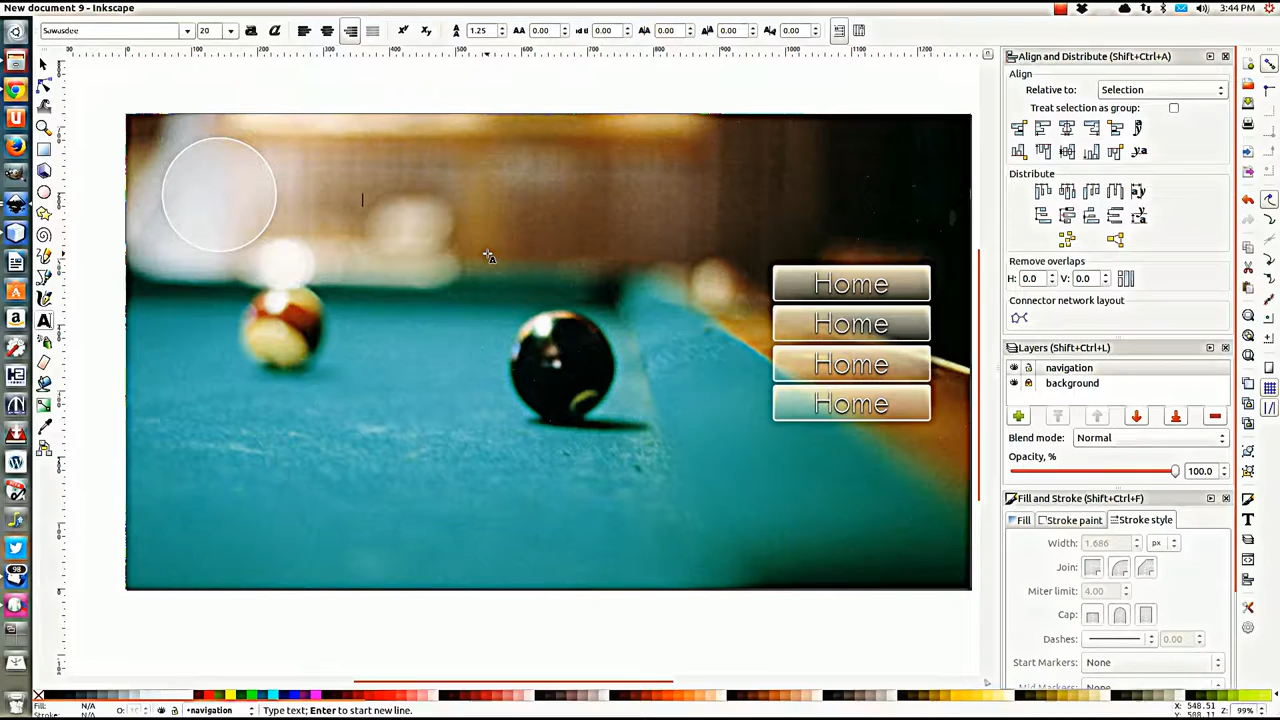 New document 9 - Inkscape
3:44 PM
Sawasdee
20
1.25
0.00
0.00
0.00
0.00
0.00
Align and Distribute (Shift+Ctrl+A)
Align
Relative to:
Selection
Treat selection as group:
Distribute
Remove overlaps
H: 0.0
V: 0.0
Connector network layout
Layers (Shift+Ctrl+L)
navigation
background
Blend mode:
Normal
Opacity, %
100.0
Fill and Stroke (Shift+Ctrl+F)
Fill
Stroke paint
Stroke style
Width:
1.686
px
Join:
Miter limit:
4.00
Cap:
Dashes:
0.00
Start Markers:
None
Home
Home
Home
Home
Fill:
N/A
Stroke:
N/A
O:
navigation
Type text; Enter to start new line.
X: 548.51
Y: 508.11
Z: 99%